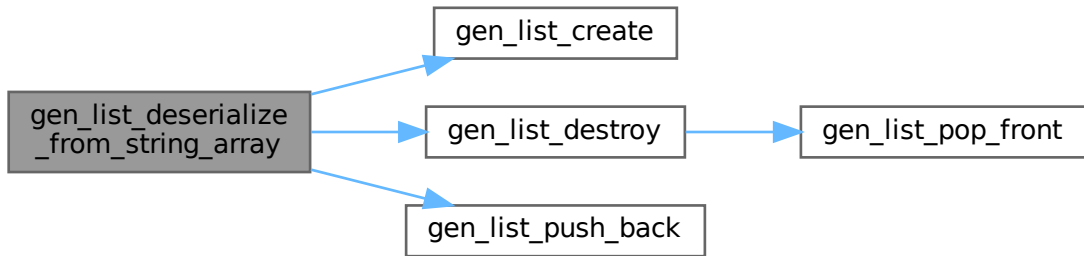 gen_list_create
gen_list_deserialize
_from_string_array
gen_list_destroy
gen_list_pop_front
gen_list_push_back